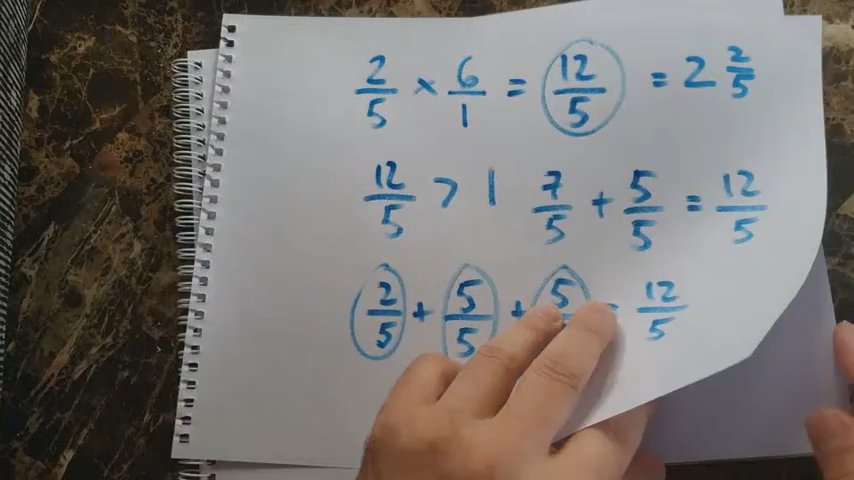 2/5 × 6/1 = 12/5 = 2 2/5
12/5 > 1 7/5 + 5/5 = 12/5
2/5 + 5/5 + 5 = 12/5